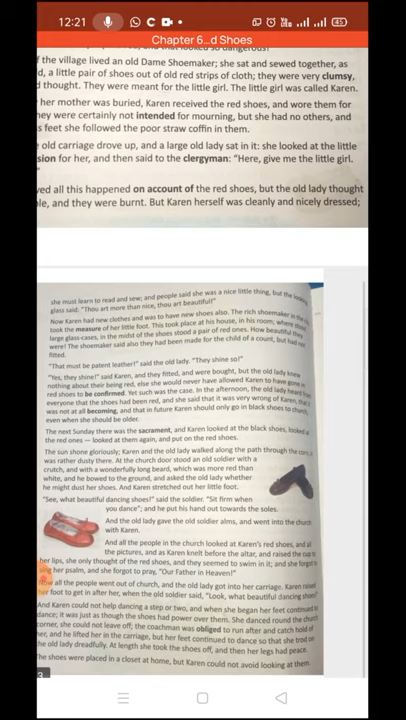 12:21
45
Chapter 6...d Shoes
f the village lived an old Dame Shoemaker; she sat and sewed together, as
d, a little pair of shoes out of old red strips of cloth; they were very clumsy,
d thought. They were meant for the little girl. The little girl was called Karen.
her mother was buried, Karen received the red shoes, and wore them for
hey were certainly not intended for mourning, but she had no others, and
s feet she followed the poor straw coffin in them.
old carriage drove up, and a large old lady sat in it: she looked at the little
sion for her, and then said to the clergyman: "Here, give me the little girl.
ved all this happened on account of the red shoes, but the old lady thought
le, and they were burnt. But Karen herself was cleanly and nicely dressed;
she must learn to read and sew; and people said she was a nice little thing, but the looking
glass said: "Thou art more than nice, thou art beautiful!"
Now Karen had new clothes and was to have new shoes also. The rich shoemaker in the
took the measure of her little foot. This took place at his house, in his room; where
large glass-cases, in the midst of the shoes stood a pair of red ones. How beautiful they
were! The shoemaker said also they had been made for the child of a count, but had not
fitted.
"That must be patent leather!" said the old lady. "They shine so!"
"Yes, they shine!" said Karen, and they fitted, and were bought, but the old lady knew
nothing about their being red, else she would never have allowed Karen to have gone in
red shoes to be confirmed. Yet such was the case. In the afternoon, the old lady heard from
everyone that the shoes had been red, and she said that it was very wrong of Karen, that it
was not at all becoming, and that in future Karen should only go in black shoes to church,
even when she should be older.
The next Sunday there was the sacrament, and Karen looked at the black shoes, looked at
the red ones — looked at them again, and put on the red shoes.
The sun shone gloriously; Karen and the old lady walked along the path through the corn, it
was rather dusty there. At the church door stood an old soldier with a
crutch, and with a wonderfully long beard, which was more red than
white, and he bowed to the ground, and asked the old lady whether
he might dust her shoes. And Karen stretched out her little foot.
"See, what beautiful dancing shoes!" said the soldier. "Sit firm when
you dance"; and he put his hand out towards the soles.
And the old lady gave the old soldier alms, and went into the church
with Karen.
And all the people in the church looked at Karen's red shoes, and all
the pictures, and as Karen knelt before the altar, and raised the cup to
her lips, she only thought of the red shoes, and they seemed to swim in it; and she forgot to
sing her psalm, and she forgot to pray, "Our Father in Heaven!"
Now all the people went out of church, and the old lady got into her carriage. Karen raised
her foot to get in after her, when the old soldier said, "Look, what beautiful dancing shoes!"
And Karen could not help dancing a step or two, and when she began her feet continued to
dance; it was just as though the shoes had power over them. She danced round the church
corner, she could not leave off; the coachman was obliged to run after and catch hold of
her, and he lifted her in the carriage, but her feet continued to dance so that she trod on
the old lady dreadfully. At length she took the shoes off, and then her legs had peace.
The shoes were placed in a closet at home, but Karen could not avoid looking at them.
3